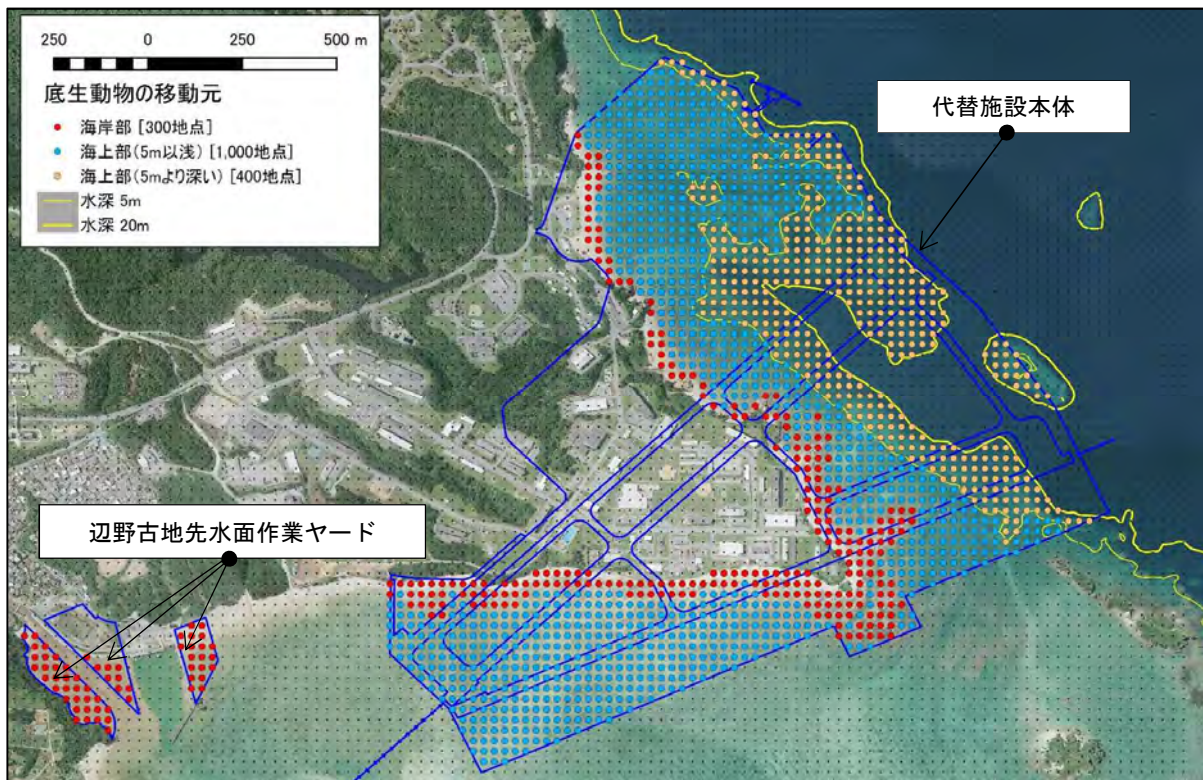 250 0 250 500 m
底生動物の移動元
海岸部 [300地点]
海上部(5m以浅) [1,000地点]
海上部(5mより深い) [400地点]
水深 5m
水深 20m
代替施設本体
辺野古地先水面作業ヤード